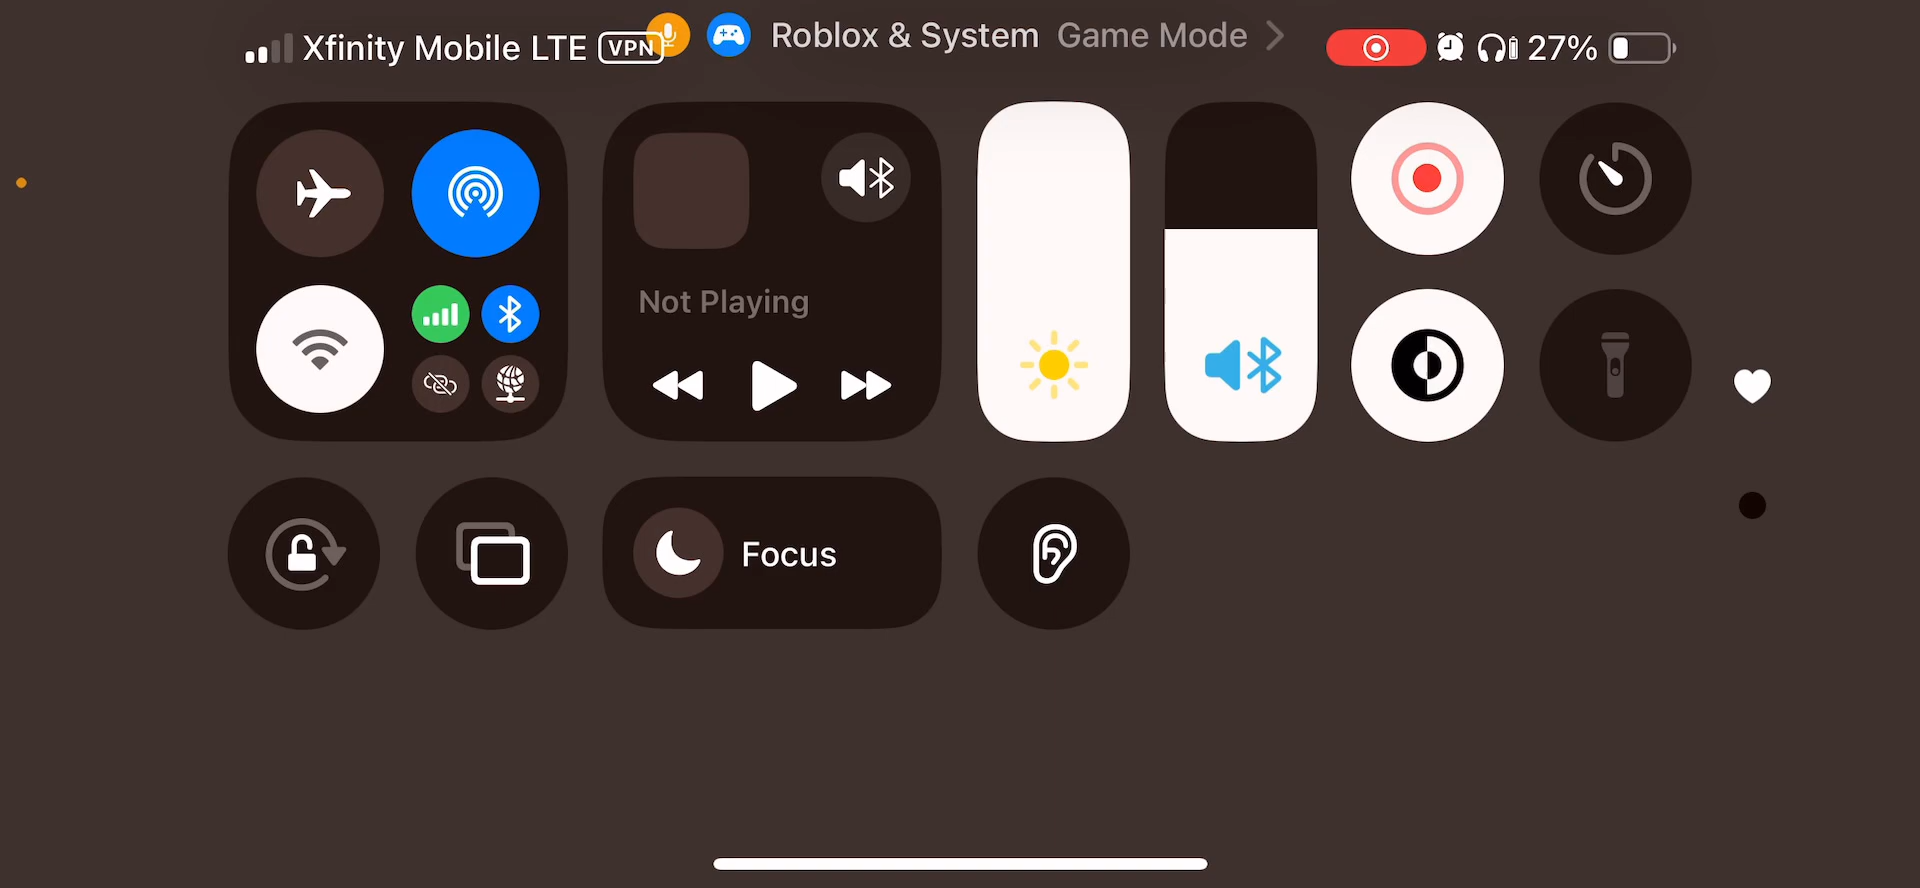 Xfinity Mobile LTE VPN
Roblox & System Game Mode
27%
Not Playing
Focus